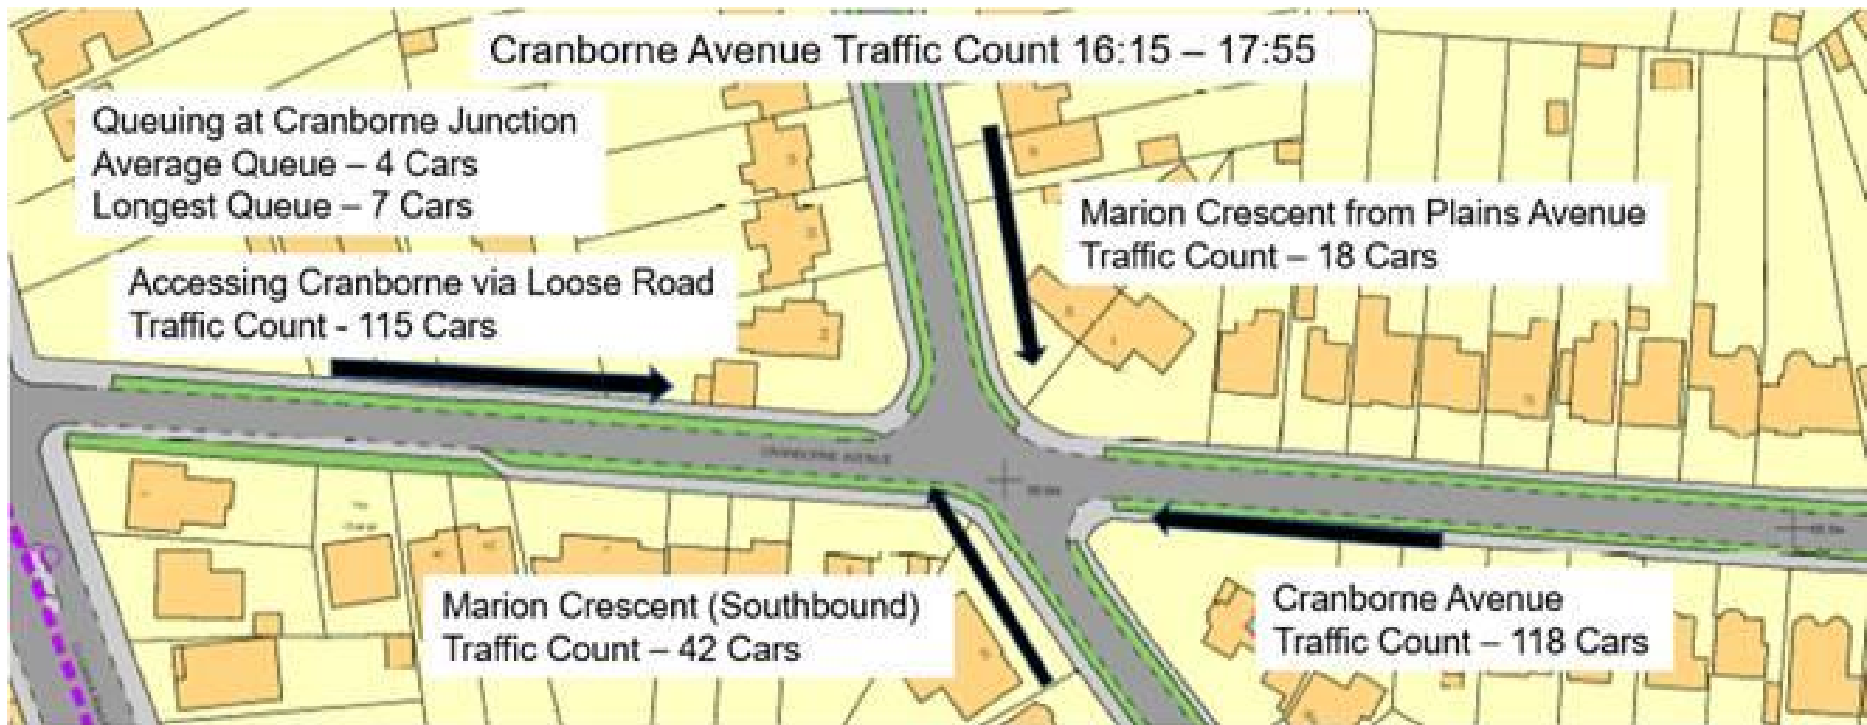 Cranborne Avenue Traffic Count 16:15 – 17:55
Queuing at Cranborne Junction
Average Queue – 4 Cars
Longest Queue – 7 Cars
Marion Crescent from Plains Avenue
Traffic Count – 18 Cars
Accessing Cranborne via Loose Road
Traffic Count - 115 Cars
CRANBORNE AVENUE
Marion Crescent (Southbound)
Traffic Count – 42 Cars
Cranborne Avenue
Traffic Count – 118 Cars